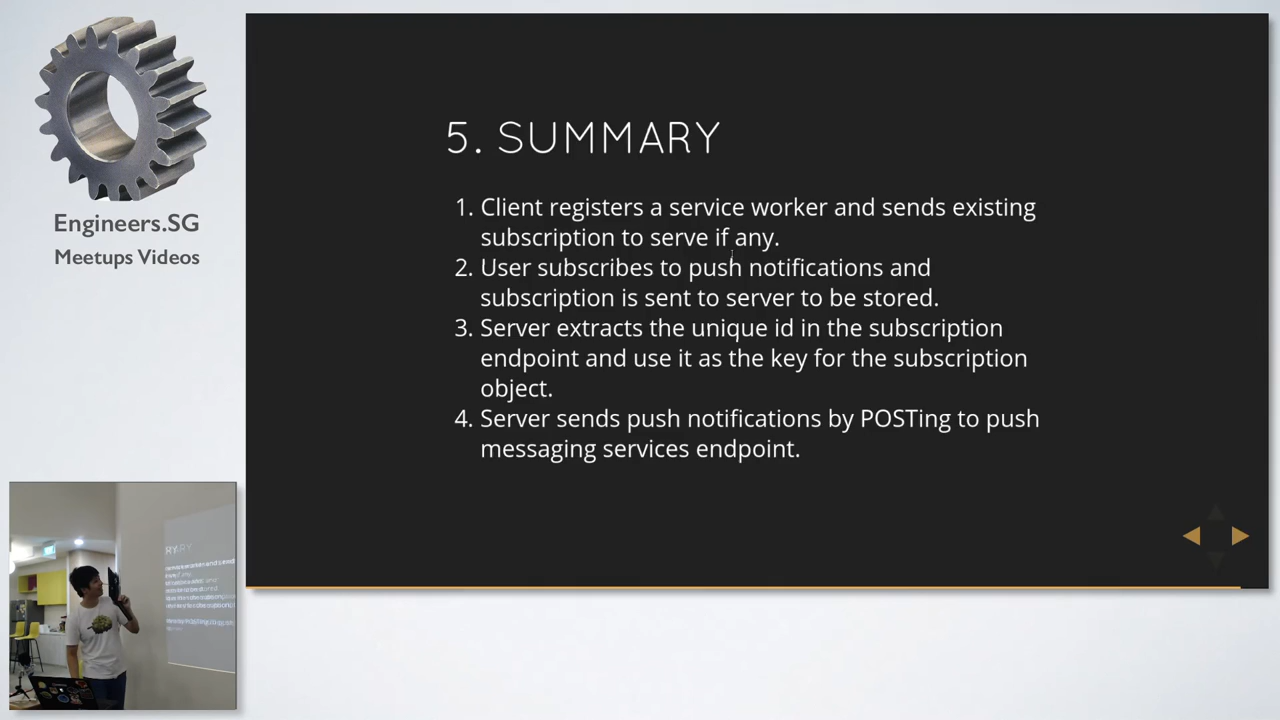 Engineers.SG
Meetups Videos
5. SUMMARY
1. Client registers a service worker and sends existing
subscription to serve if any.
2. User subscribes to push notifications and
subscription is sent to server to be stored.
3. Server extracts the unique id in the subscription
endpoint and use it as the key for the subscription
object.
4. Server sends push notifications by POSTing to push
messaging services endpoint.